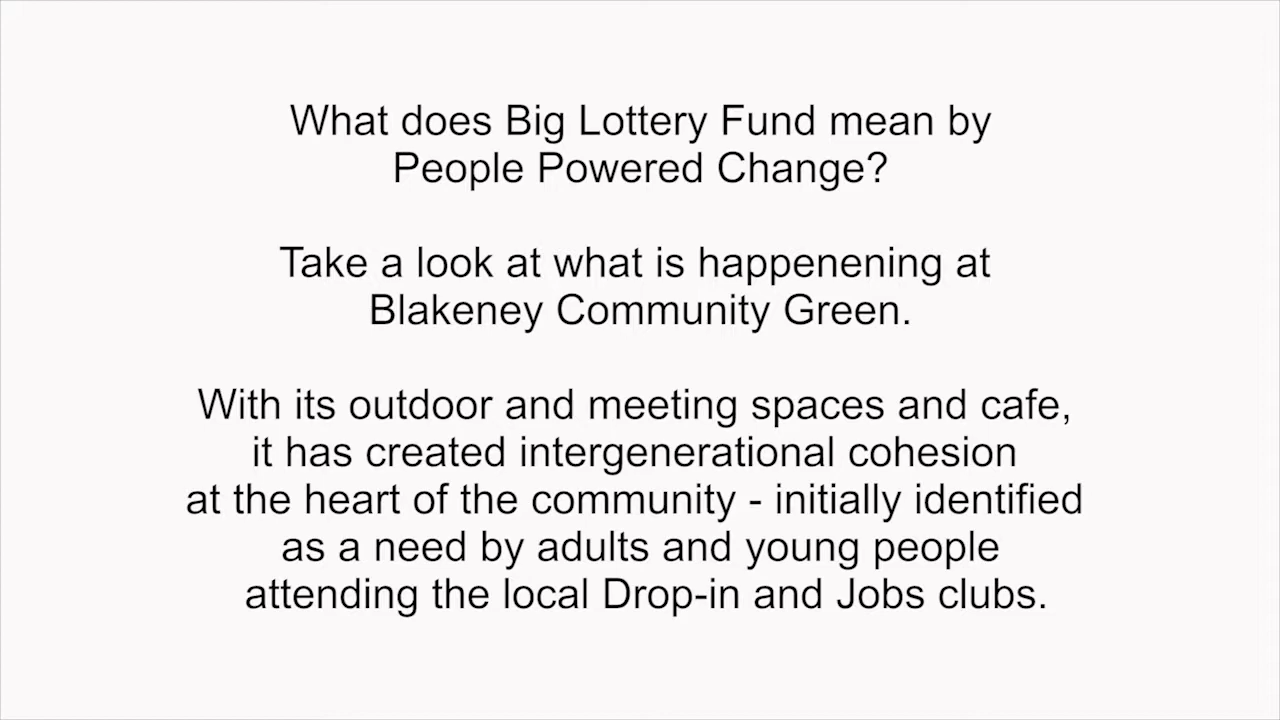 What does Big Lottery Fund mean by
People Powered Change?
Take a look at what is happenening at
Blakeney Community Green.
With its outdoor and meeting spaces and cafe,
it has created intergenerational cohesion
at the heart of the community - initially identified
as a need by adults and young people
attending the local Drop-in and Jobs clubs.